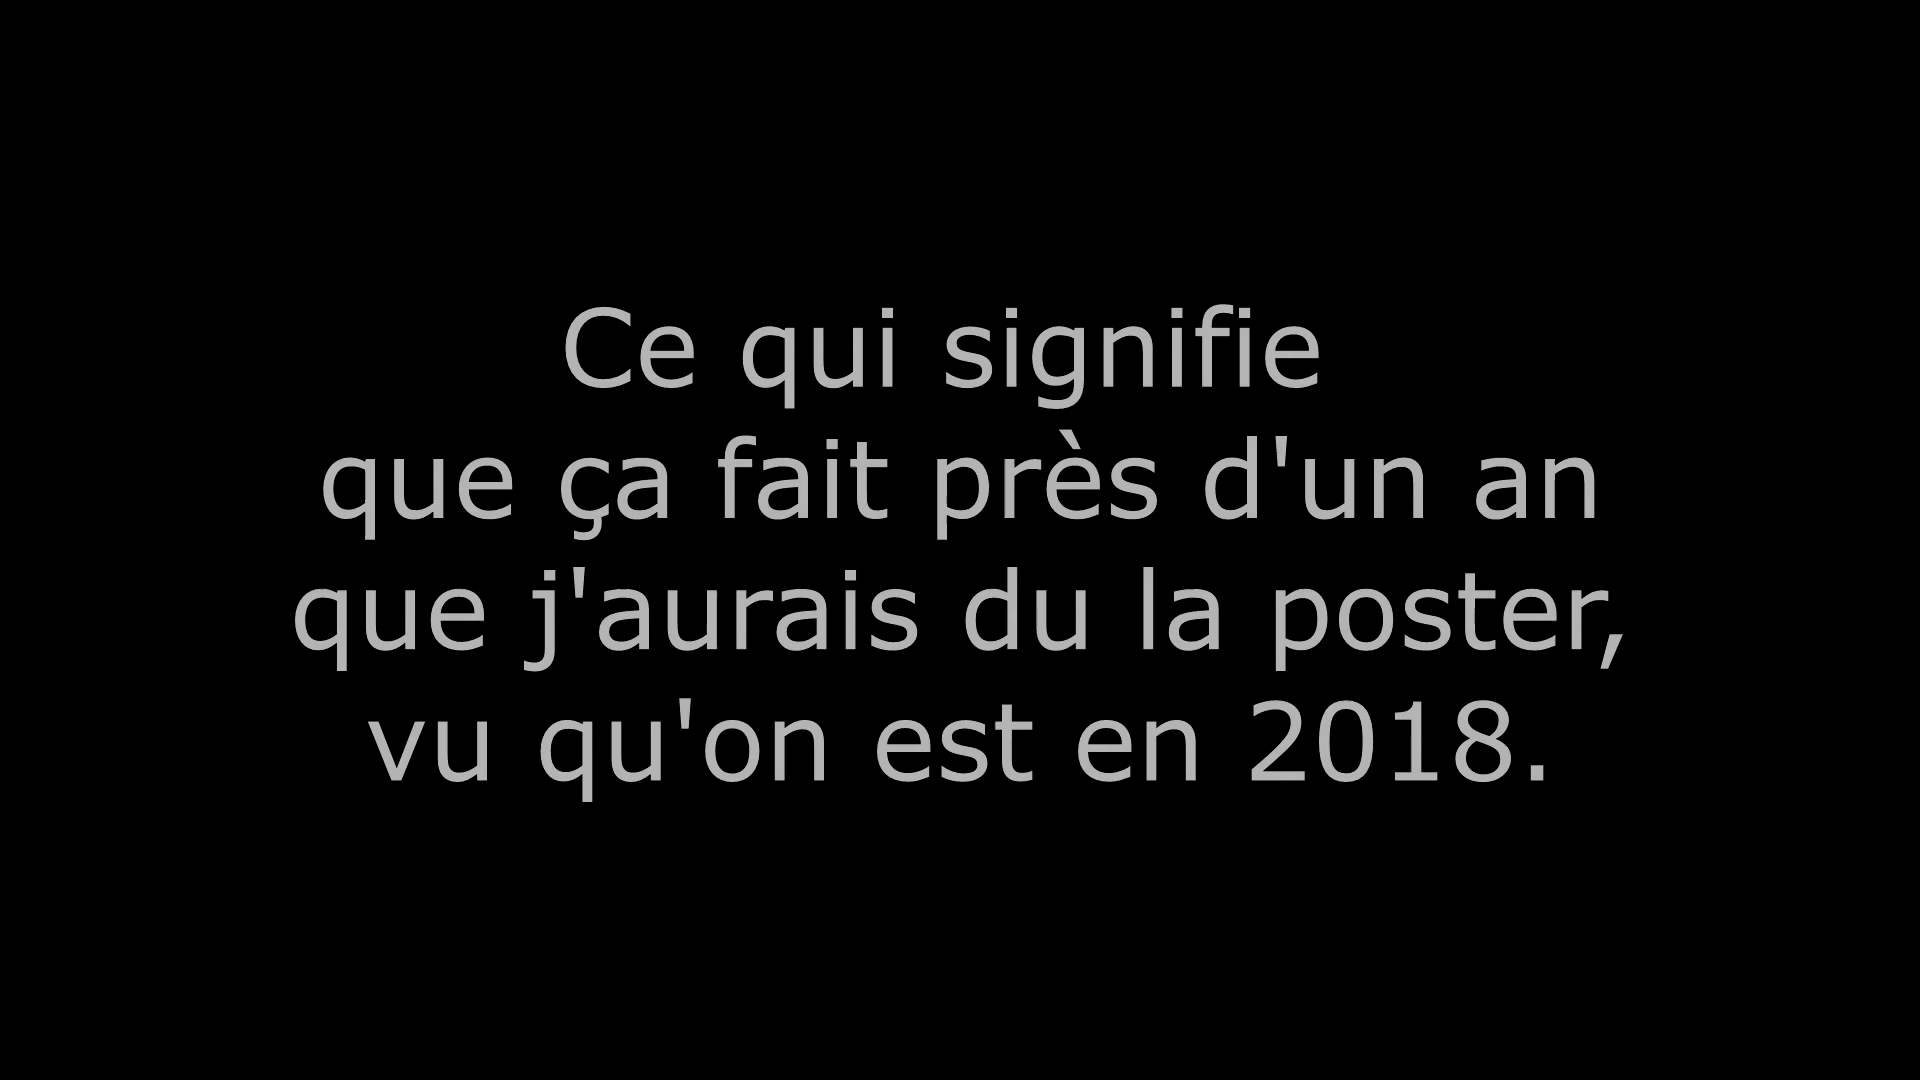 Ce qui signifie
que ça fait près d'un an
que j'aurais du la poster,
vu qu'on est en 2018.